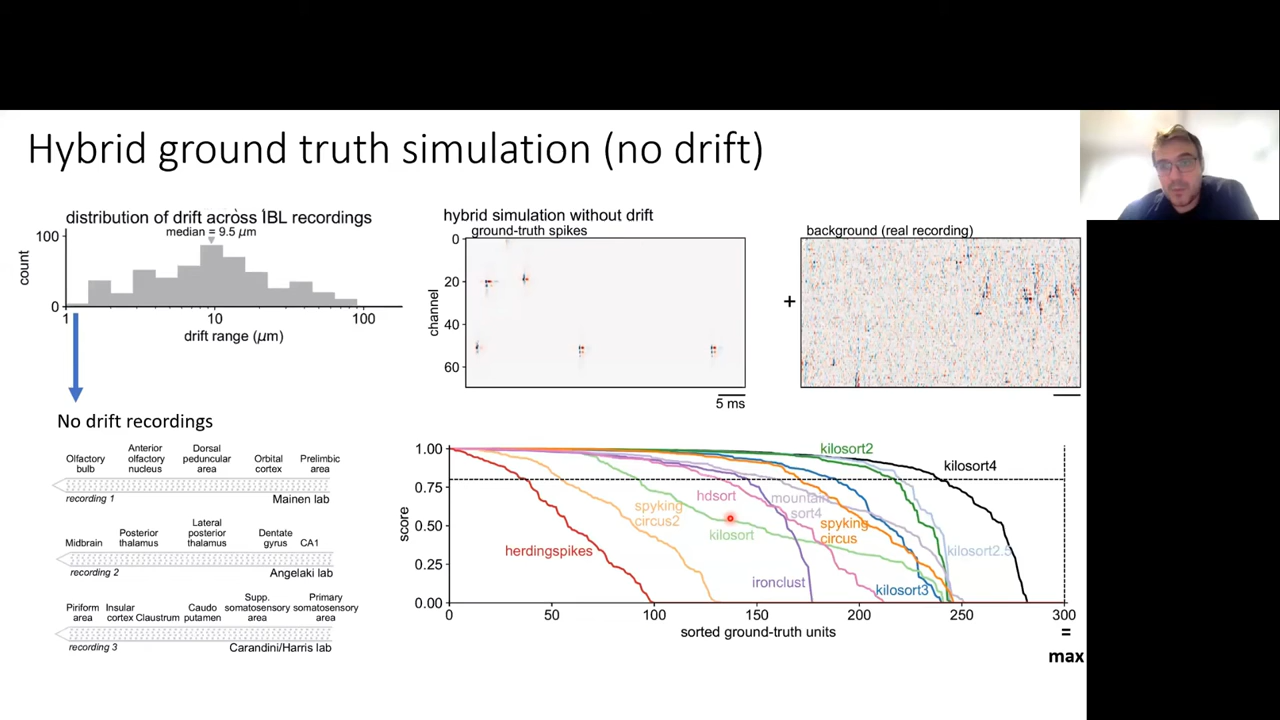 Hybrid ground truth simulation (no drift)
distribution of drift across IBL recordings
median = 9.5 µm
100
count
0
1
10
100
drift range (µm)
hybrid simulation without drift
ground-truth spikes
0
20
40
60
channel
5 ms
+
background (real recording)
No drift recordings
Olfactory bulb
Anterior olfactory nucleus
Dorsal peduncular area
Orbital cortex
Prelimbic area
recording 1
Mainen lab
Midbrain
Posterior thalamus
Lateral posterior thalamus
Dentate gyrus
CA1
recording 2
Angelaki lab
Piriform area
Insular cortex
Claustrum
Caudo putamen
Supp. somatosensory area
Primary somatosensory area
recording 3
Carandini/Harris lab
1.00
0.75
0.50
0.25
0.00
score
kilosort2
kilosort4
hdsort
mountain sort4
spyking circus2
spyking circus
kilosort
herdingspikes
kilosort2.5
ironclust
kilosort3
0
50
100
150
200
250
300
sorted ground-truth units
=
max